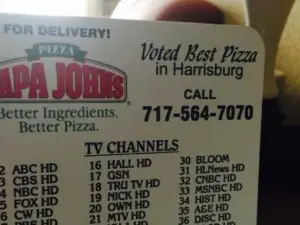 FOR DELIVERY!
PIZZA
APA JOHNS
Better Ingredients.
Better Pizza.
Voted Best Pizza
in Harrisburg
CALL
717-564-7070
TV CHANNELS
2 ABC HD
3 CBS HD
4 NBC HD
5 FOX HD
6 CW HD
PBS HD
16 HALL HD
17 GSN
18 TRU TV HD
19 NICK HD
20 OWN HD
21 MTV HD
30 BLOOM
31 HLNews HD
32 CNBC HD
33 MSNBC HD
34 HIST HD
35 A&E HD
36 DISC HD